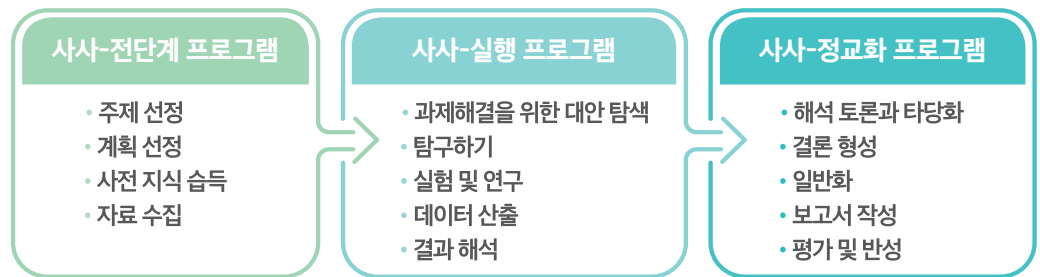 사사-전단계 프로그램
• 주제 선정
• 계획 선정
• 사전 지식 습득
• 자료 수집
사사-실행 프로그램
• 과제해결을 위한 대안 탐색
• 탐구하기
• 실험 및 연구
• 데이터 산출
• 결과 해석
사사-정교화 프로그램
• 해석 토론과 타당화
• 결론 형성
• 일반화
• 보고서 작성
• 평가 및 반성